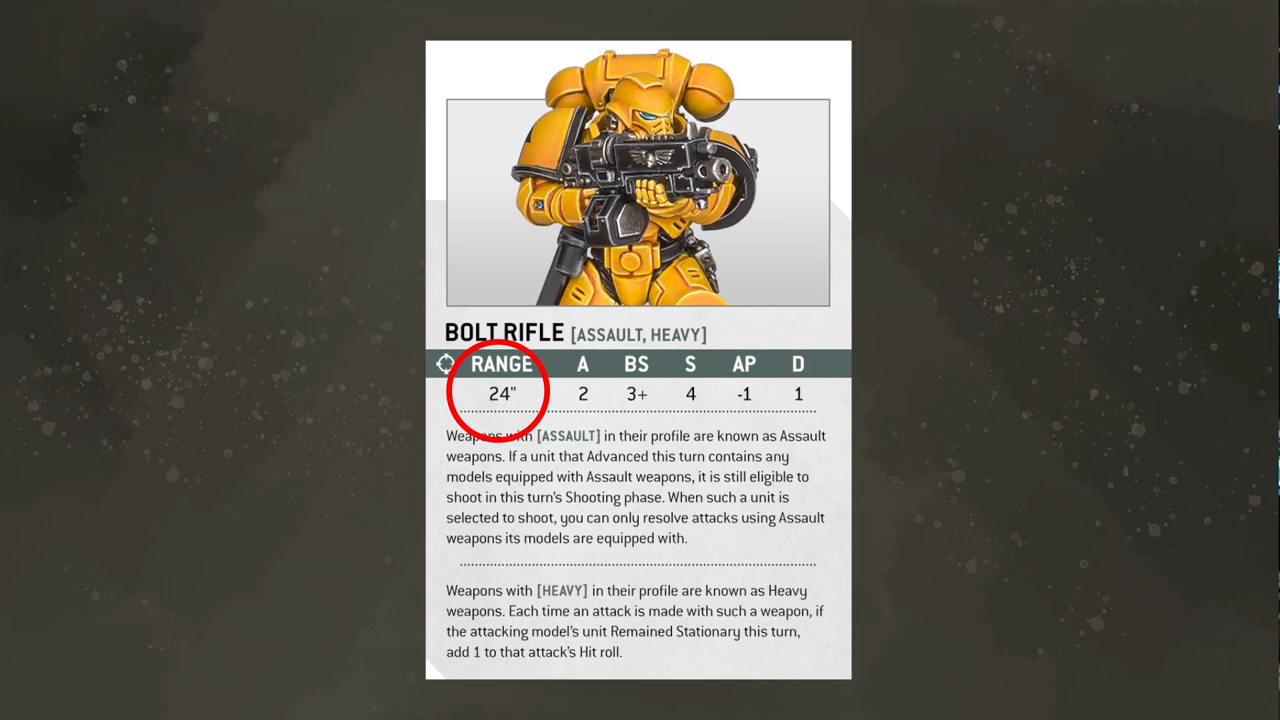 BOLT RIFLE [ASSAULT, HEAVY]
RANGE A BS S AP D
24" 2 3+ 4 -1 1
Weapons with [ASSAULT] in their profile are known as Assault
weapons. If a unit that Advanced this turn contains any
models equipped with Assault weapons, it is still eligible to
shoot in this turn's Shooting phase. When such a unit is
selected to shoot, you can only resolve attacks using Assault
weapons its models are equipped with.
Weapons with [HEAVY] in their profile are known as Heavy
weapons. Each time an attack is made with such a weapon, if
the attacking model's unit Remained Stationary this turn,
add 1 to that attack's Hit roll.